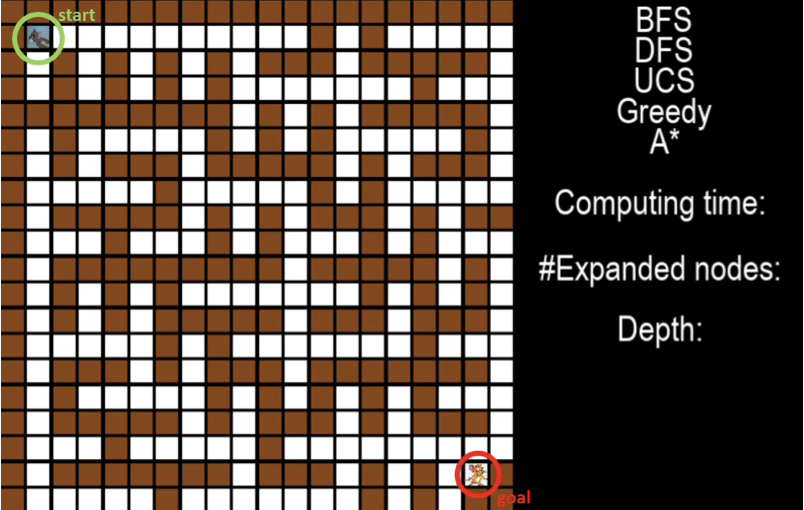 start
BFS
DFS
UCS
Greedy
A*
Computing time:
#Expanded nodes:
Depth:
goal